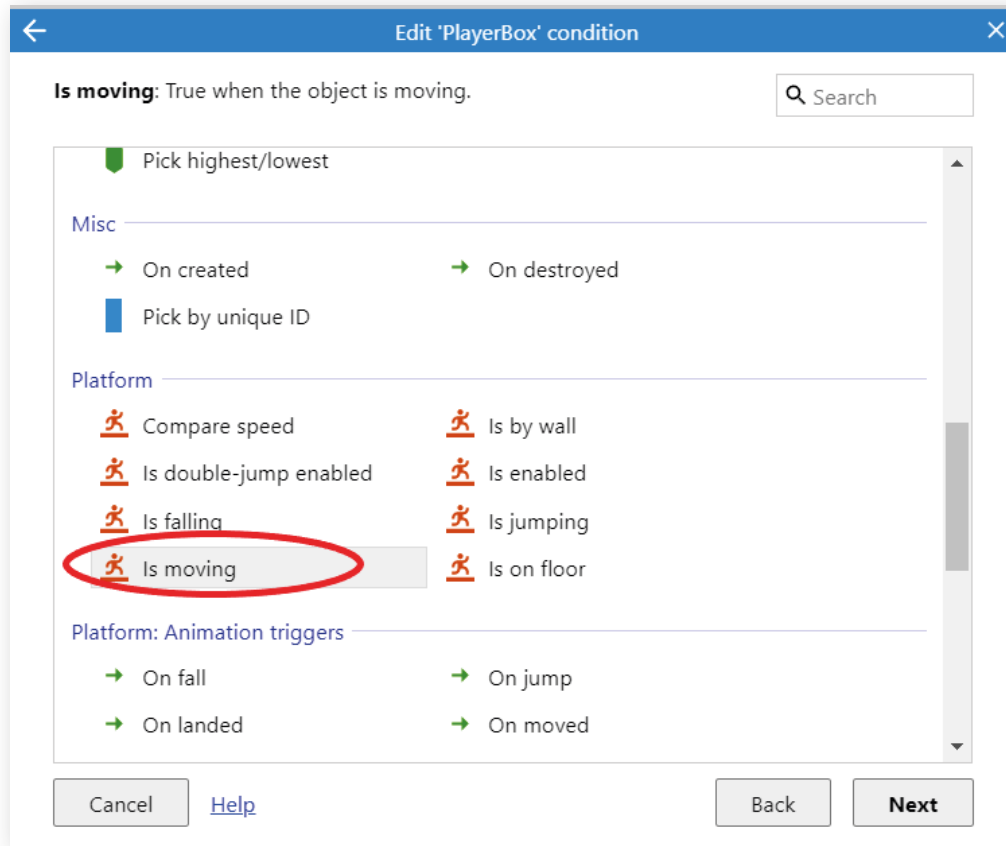 Edit 'PlayerBox' condition
Is moving: True when the object is moving.
Search
Pick highest/lowest
Misc
On created On destroyed
Pick by unique ID
Platform
Compare speed Is by wall
Is double-jump enabled Is enabled
Is falling Is jumping
Is moving Is on floor
Platform: Animation triggers
On fall On jump
On landed On moved
Cancel Help Back Next